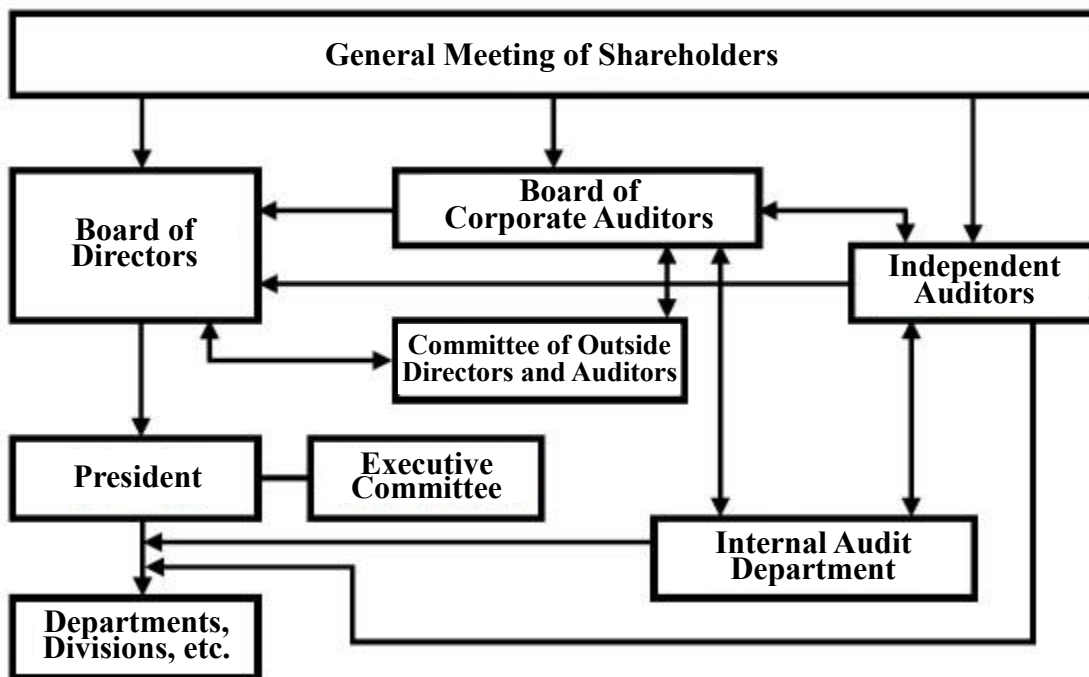 General Meeting of Shareholders
Board of
Directors
Board of
Corporate Auditors
Independent
Auditors
Committee of Outside
Directors and Auditors
President
Executive
Committee
Internal Audit
Department
Departments,
Divisions, etc.